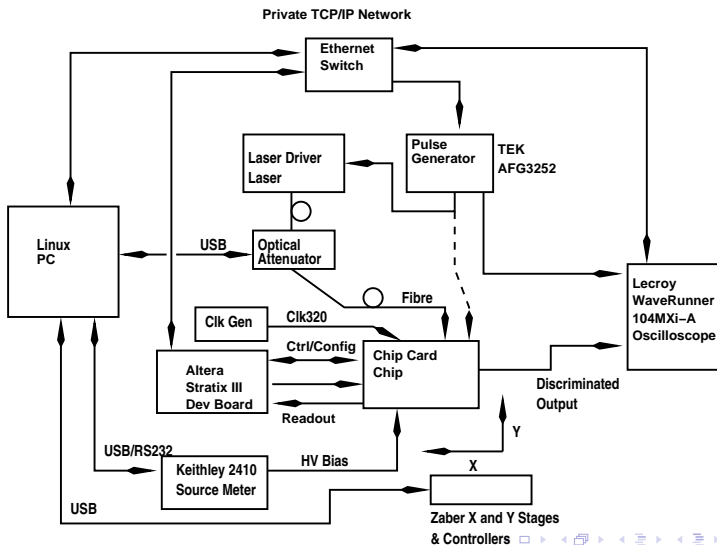 Private TCP/IP Network
Ethernet
Switch
Pulse
Generator
TEK
AFG3252
Laser Driver
Laser
Linux
PC
USB
Optical
Attenuator
Fibre
Lecroy
WaveRunner
104MXi−A
Oscilloscope
Clk Gen
Clk320
Ctrl/Config
Chip Card
Chip
Altera
Stratix III
Dev Board
Readout
Discriminated
Output
Y
X
USB/RS232
Keithley 2410
Source Meter
HV Bias
USB
Zaber X and Y Stages
& Controllers